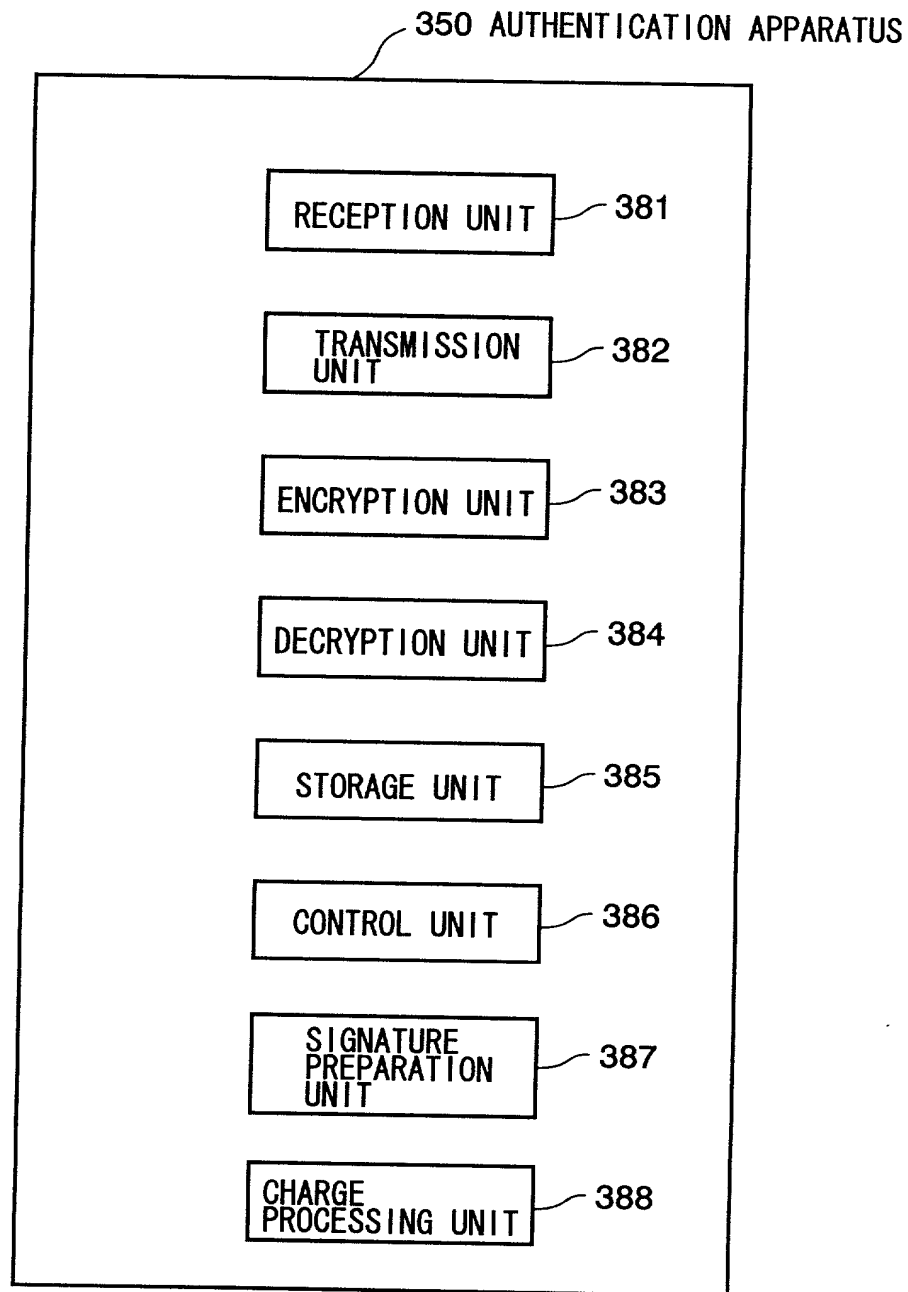 350 AUTHENTICATION APPARATUS
RECEPTION UNIT
381
TRANSMISSION
UNIT
382
ENCRYPTION UNIT
383
DECRYPTION UNIT
384
STORAGE UNIT
385
CONTROL UNIT
386
SIGNATURE
PREPARATION
UNIT
387
CHARGE
PROCESSING UNIT
388